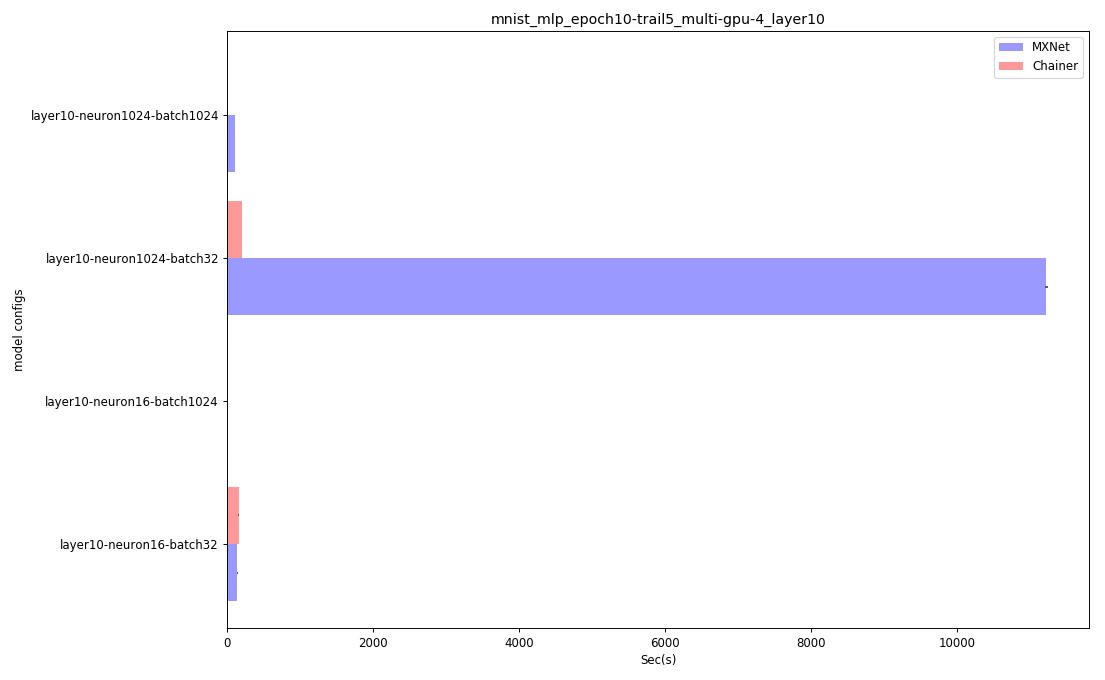 mnist_mlp_epoch10-trail5_multi-gpu-4_layer10
MXNet
Chainer
layer10-neuron1024-batch1024
layer10-neuron1024-batch32
layer10-neuron16-batch1024
layer10-neuron16-batch32
model configs
0 2000 4000 6000 8000 10000
Sec(s)